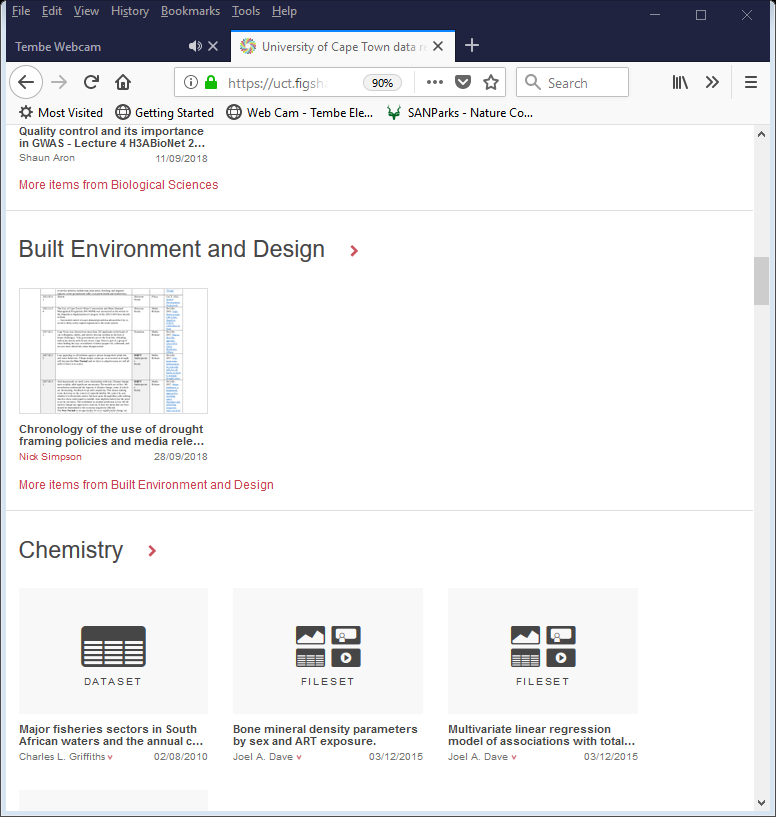 File Edit View History Bookmarks Tools Help
Tembe Webcam
University of Cape Town data re
https://uct.figsha
90%
Search
Most Visited Getting Started Web Cam - Tembe Ele... SANParks - Nature Co...
Quality control and its importance
in GWAS - Lecture 4 H3ABioNet 2...
Shaun Aron 11/09/2018
More items from Biological Sciences
Built Environment and Design
Chronology of the use of drought
framing policies and media rele...
Nick Simpson 28/09/2018
More items from Built Environment and Design
Chemistry
DATASET FILESET FILESET
Major fisheries sectors in South
African waters and the annual c...
Charles L. Griffiths 02/08/2010
Bone mineral density parameters
by sex and ART exposure.
Joel A. Dave 03/12/2015
Multivariate linear regression
model of associations with total...
Joel A. Dave 03/12/2015